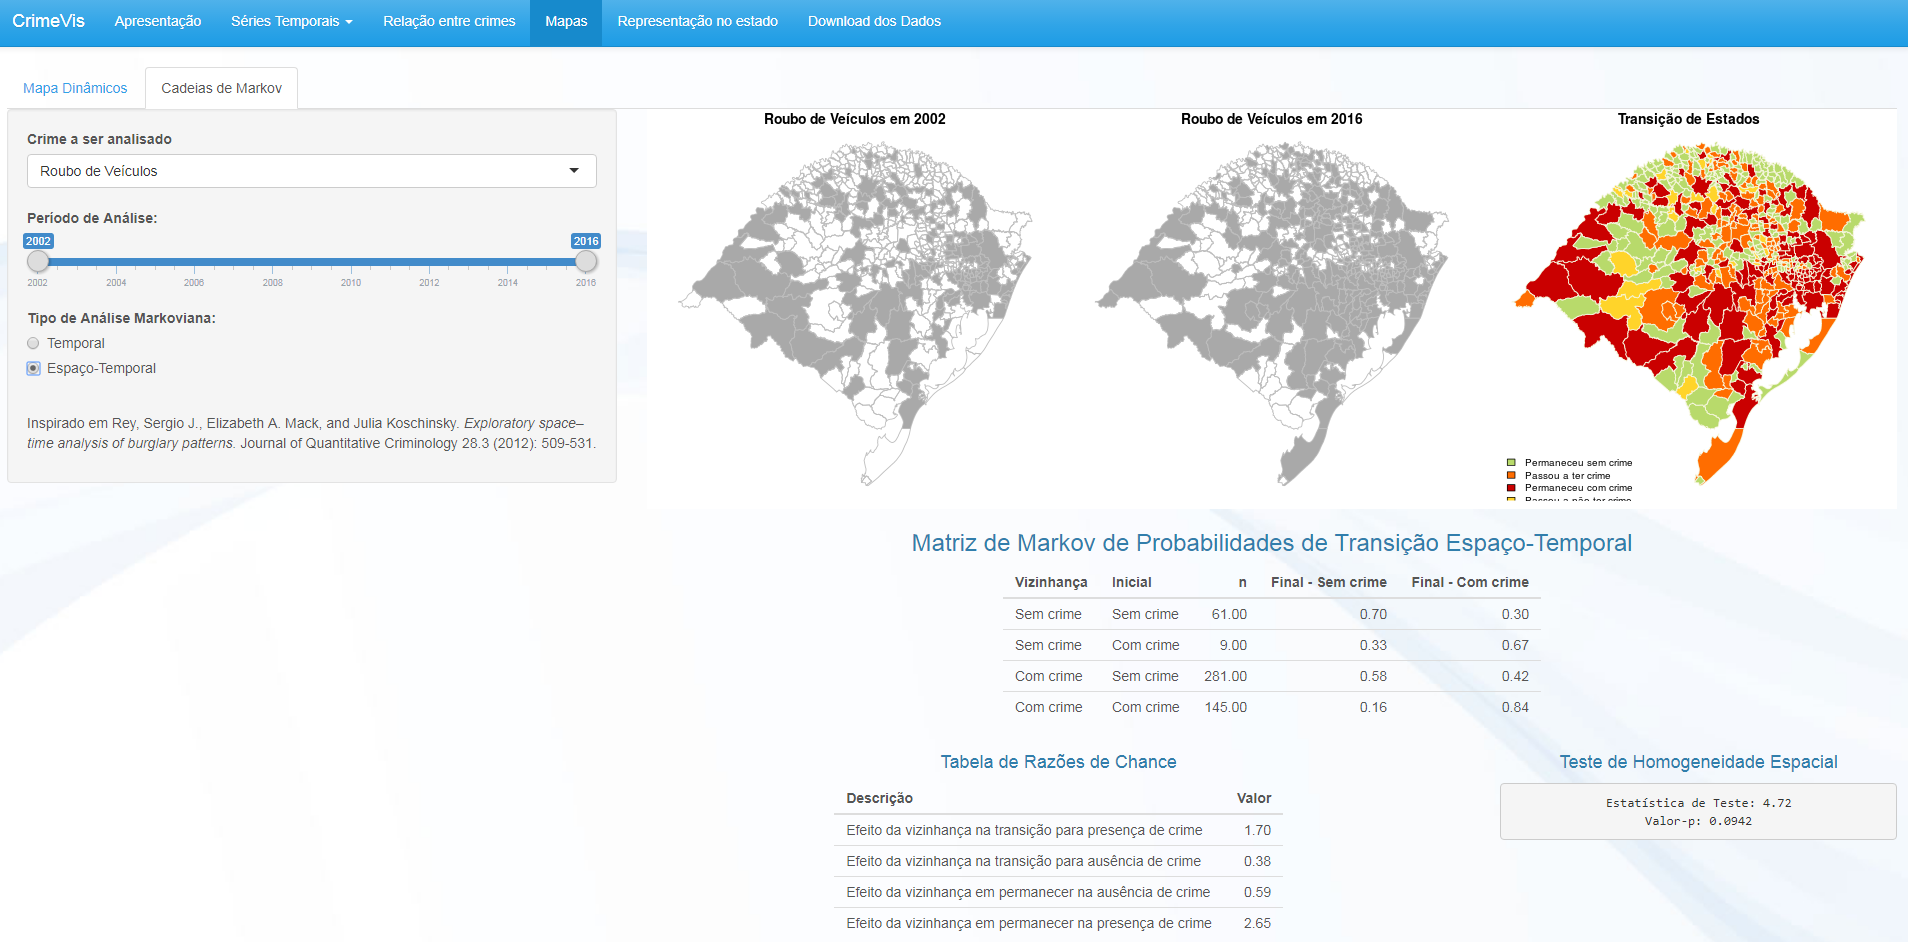 CrimeVis Apresentação Séries Temporais Relação entre crimes Mapas Representação no estado Download dos Dados
Mapa Dinâmicos Cadeias de Markov
Crime a ser analisado
Roubo de Veículos
Período de Análise:
2002 2016
2002 2004 2006 2008 2010 2012 2014 2016
Tipo de Análise Markoviana:
Temporal
Espaço-Temporal
Inspirado em Rey, Sergio J., Elizabeth A. Mack, and Julia Koschinsky. Exploratory space–
time analysis of burglary patterns. Journal of Quantitative Criminology 28.3 (2012): 509-531.
Roubo de Veículos em 2002 Roubo de Veículos em 2016 Transição de Estados
Permaneceu sem crime
Passou a ter crime
Permaneceu com crime
Passou a não ter crime
Matriz de Markov de Probabilidades de Transição Espaço-Temporal
Vizinhança Inicial n Final - Sem crime Final - Com crime
Sem crime Sem crime 61.00 0.70 0.30
Sem crime Com crime 9.00 0.33 0.67
Com crime Sem crime 281.00 0.58 0.42
Com crime Com crime 145.00 0.16 0.84
Tabela de Razões de Chance
Descrição Valor
Efeito da vizinhança na transição para presença de crime 1.70
Efeito da vizinhança na transição para ausência de crime 0.38
Efeito da vizinhança em permanecer na ausência de crime 0.59
Efeito da vizinhança em permanecer na presença de crime 2.65
Teste de Homogeneidade Espacial
Estatística de Teste: 4.72
Valor-p: 0.0942